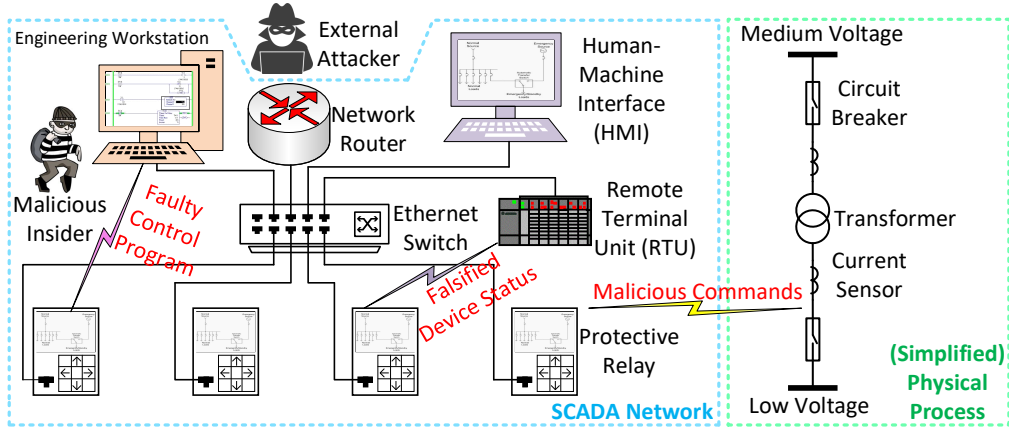 Engineering Workstation
External
Attacker
Human-
Machine
Interface
(HMI)
Network
Router
Malicious
Insider
Faulty
Control
Program
Ethernet
Switch
Remote
Terminal
Unit (RTU)
Falsified
Device Status
Malicious Commands
Protective
Relay
SCADA Network
Medium Voltage
Circuit
Breaker
Transformer
Current
Sensor
Low Voltage
(Simplified)
Physical
Process